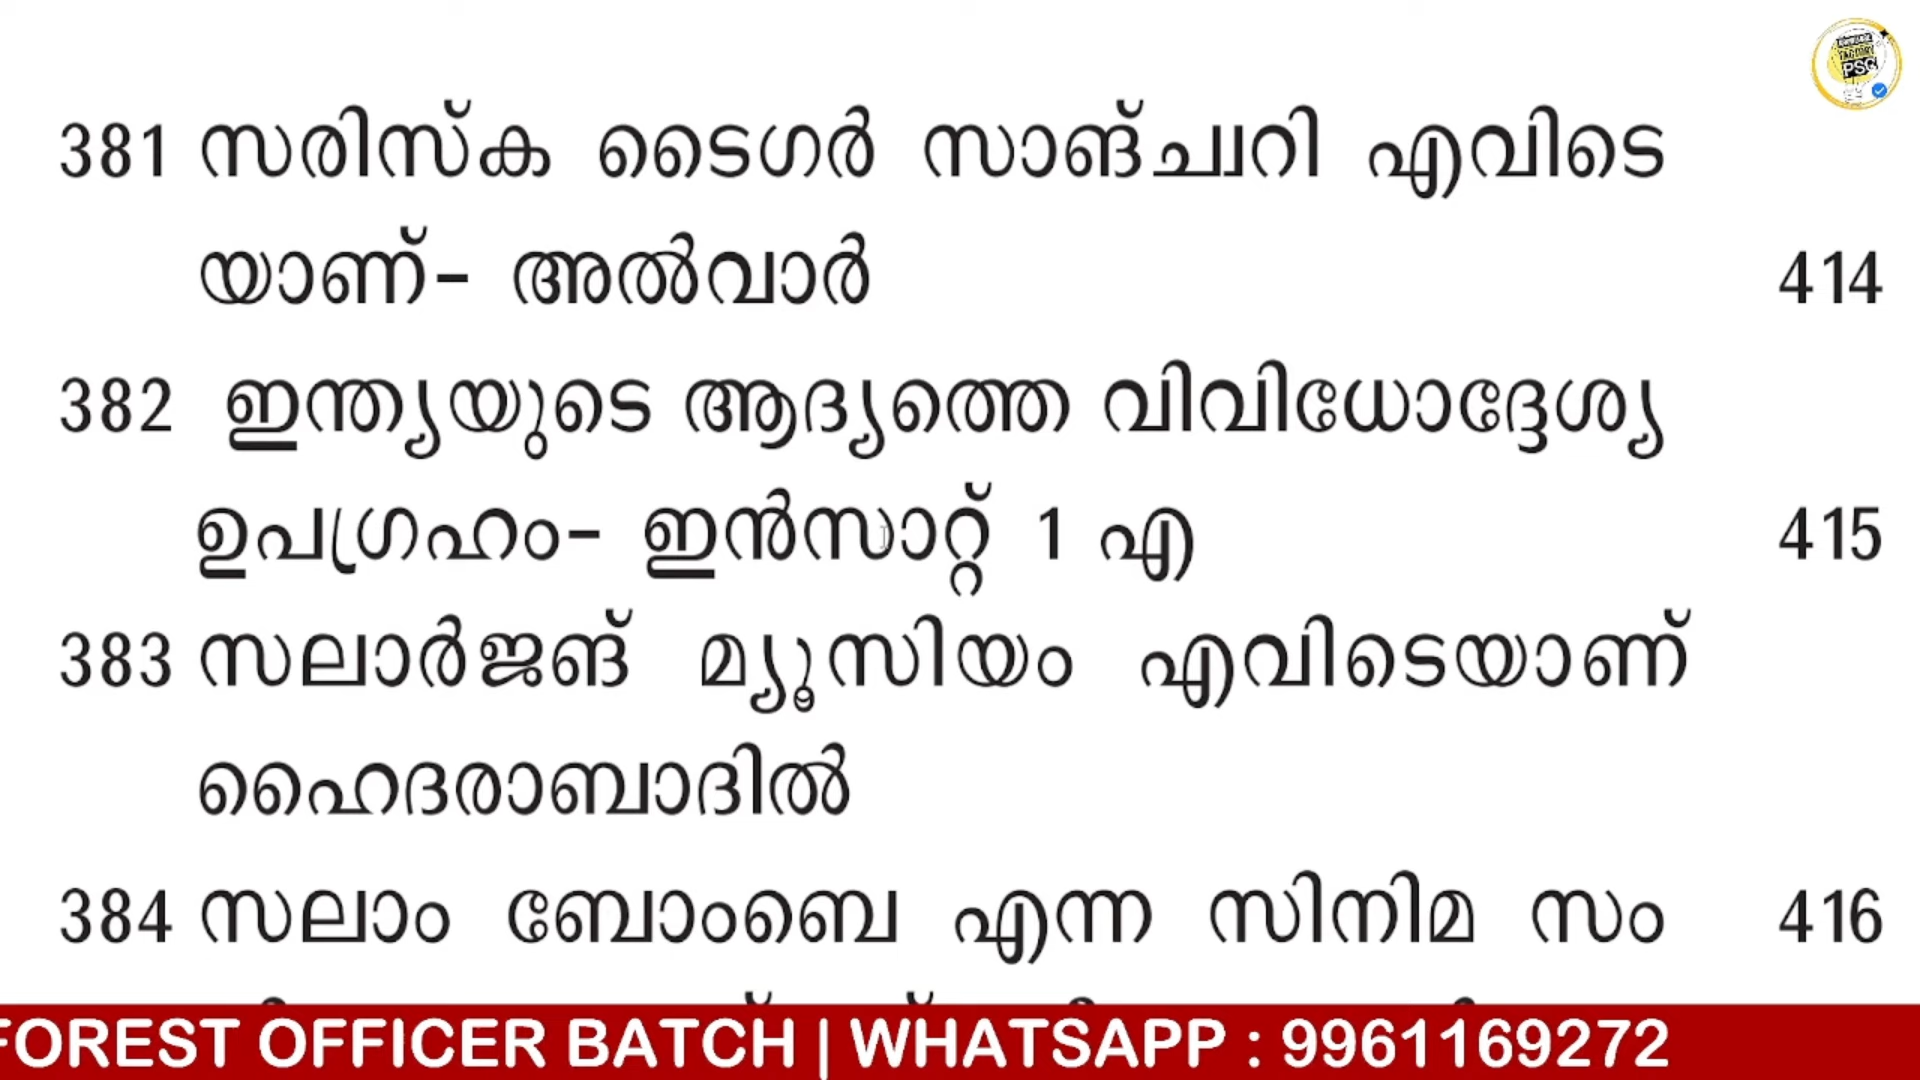 381 സരിസ്ക ടൈഗർ സാങ്ച്വറി എവിടെ
യാണ്- അൽവാർ 414
382 ഇന്ത്യയുടെ ആദ്യത്തെ വിവിധോദ്ദേശ്യ
ഉപഗ്രഹം- ഇൻസാറ്റ് 1 എ 415
383 സലാർജങ് മ്യൂസിയം എവിടെയാണ്
ഹൈദരാബാദിൽ
384 സലാം ബോംബെ എന്ന സിനിമ സം 416
FOREST OFFICER BATCH | WHATSAPP : 9961169272
PSC